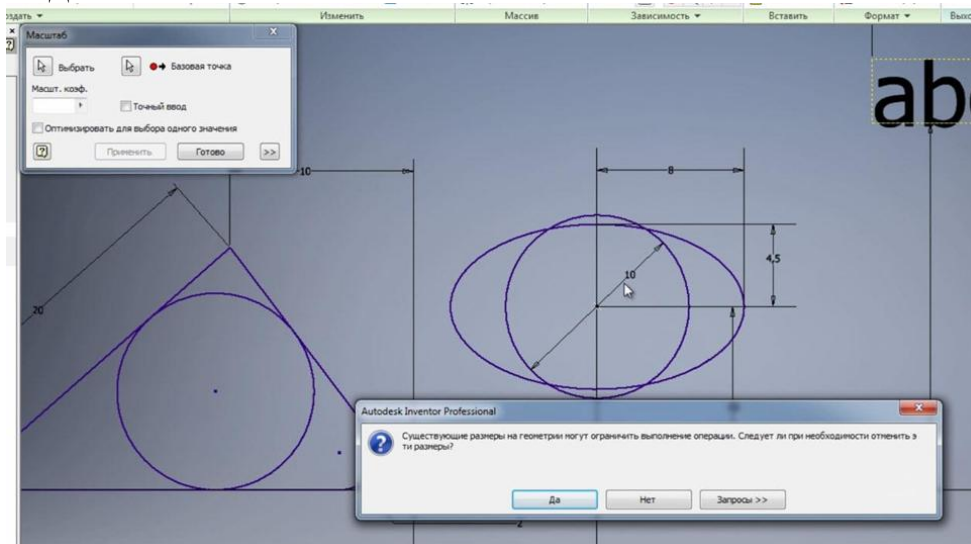 Изменить
Массив
Зависимость
Вставить
Формат
Масштаб
X
Выбрать
Базовая точка
Масшт. коэф.
Точный ввод
Оптимизировать для выбора одного значения
Применить
Готово
>>
abc
10
8
4,5
10
20
Autodesk Inventor Professional
Существующие размеры на геометрии могут ограничить выполнение операции. Следует ли при необходимости отменить э
ти размеры?
Да
Нет
Запросы >>
2